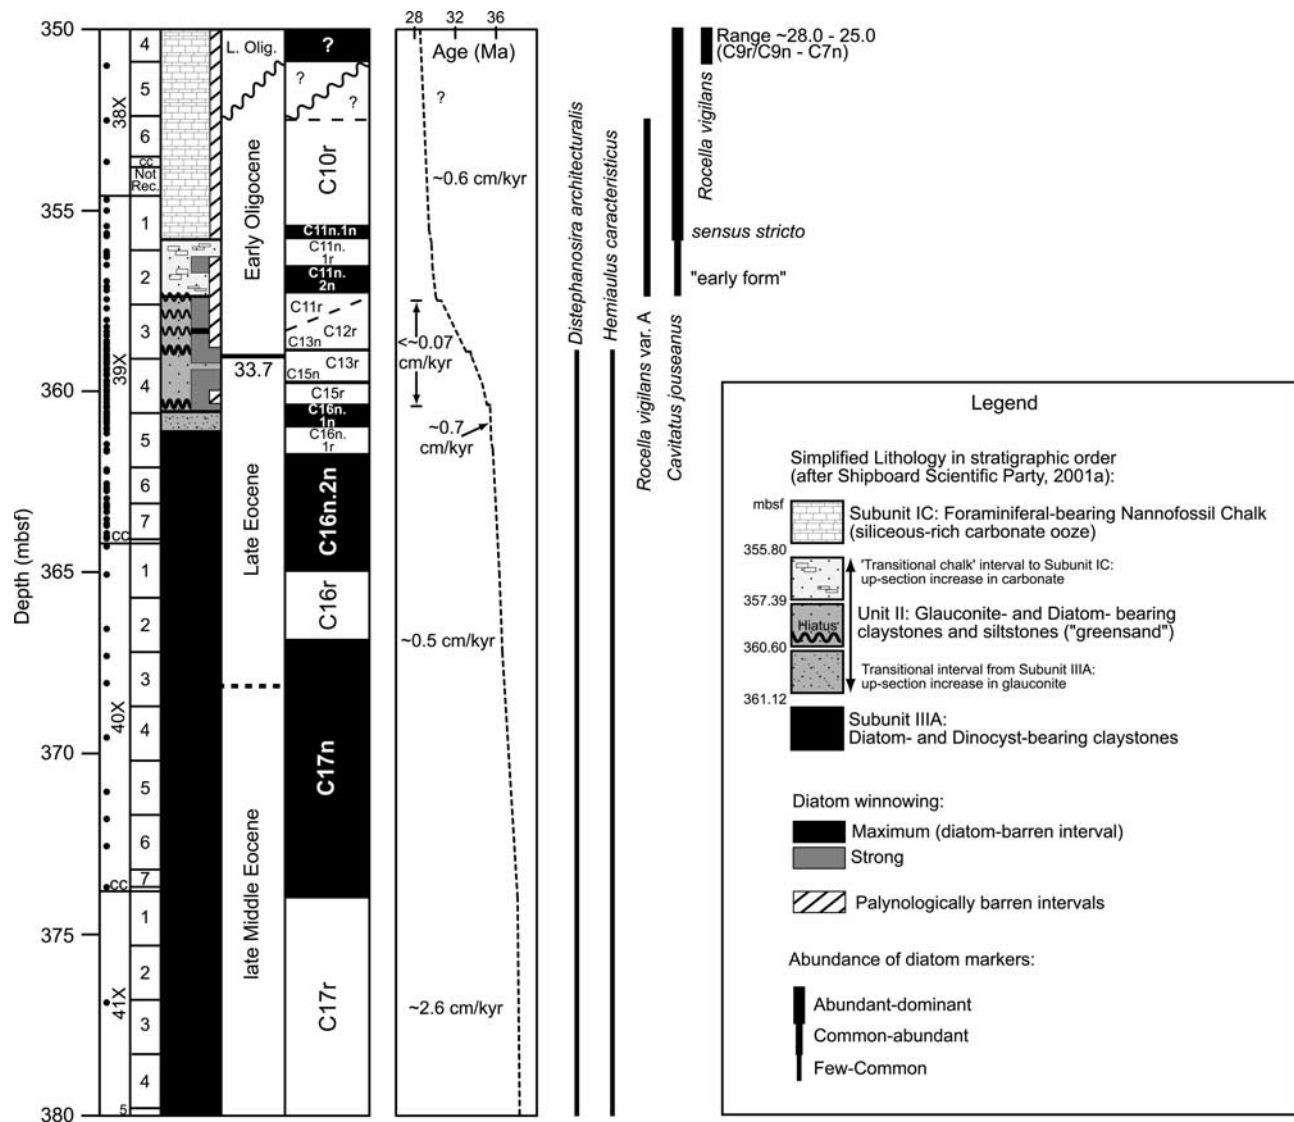 28 32 36
Age (Ma)
350
355
360
365
370
375
380
Depth (mbsf)
38X
39X
40X
41X
4
5
6
cc
Not
Rec.
1
2
3
4
5
6
7
cc
1
2
3
4
5
6
7
cc
1
2
3
4
5
L. Olig.
Early Oligocene
33.7
Late Eocene
late Middle Eocene
?
?
?
C10r
C11n.1n
C11n.
1r
C11n.
2n
C11r
C12r
C13n
C13r
C15n
C15r
C16n.
1n
C16n.
1r
C16n.2n
C16r
C17n
C17r
?
~0.6 cm/kyr
<~0.07
cm/kyr
~0.7
cm/kyr
~0.5 cm/kyr
~2.6 cm/kyr
Distephanosira architecturalis
Hemiaulus caracteristicus
Rocella vigilans var. A
Cavitatus jouseanus
Rocella vigilans
Range ~28.0 - 25.0
(C9r/C9n - C7n)
sensus stricto
"early form"
Legend
Simplified Lithology in stratigraphic order
(after Shipboard Scientific Party, 2001a):
mbsf
Subunit IC: Foraminiferal-bearing Nannofossil Chalk
(siliceous-rich carbonate ooze)
355.80
'Transitional chalk' interval to Subunit IC:
up-section increase in carbonate
357.39
Hiatus
Unit II: Glauconite- and Diatom- bearing
claystones and siltstones ("greensand")
360.60
Transitional interval from Subunit IIIA:
up-section increase in glauconite
361.12
Subunit IIIA:
Diatom- and Dinocyst-bearing claystones
Diatom winnowing:
Maximum (diatom-barren interval)
Strong
Palynologically barren intervals
Abundance of diatom markers:
Abundant-dominant
Common-abundant
Few-Common